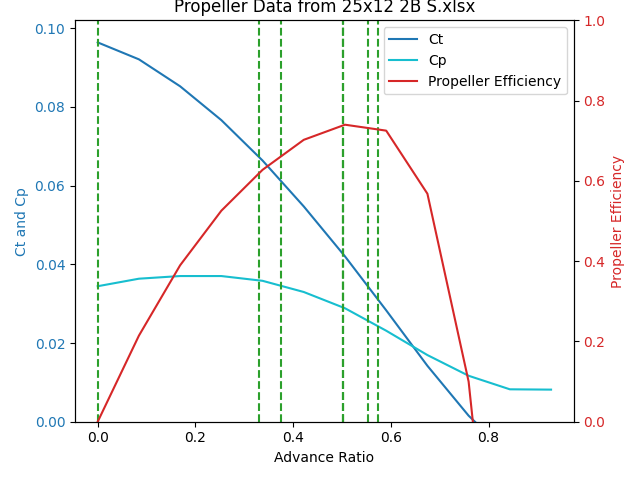 Propeller Data from 25x12 2B S.xlsx
0.10
0.08
0.06
0.04
0.02
0.00
Ct and Cp
Ct
Cp
Propeller Efficiency
1.0
0.8
0.6
0.4
0.2
0.0
Propeller Efficiency
0.0
0.2
0.4
0.6
0.8
Advance Ratio